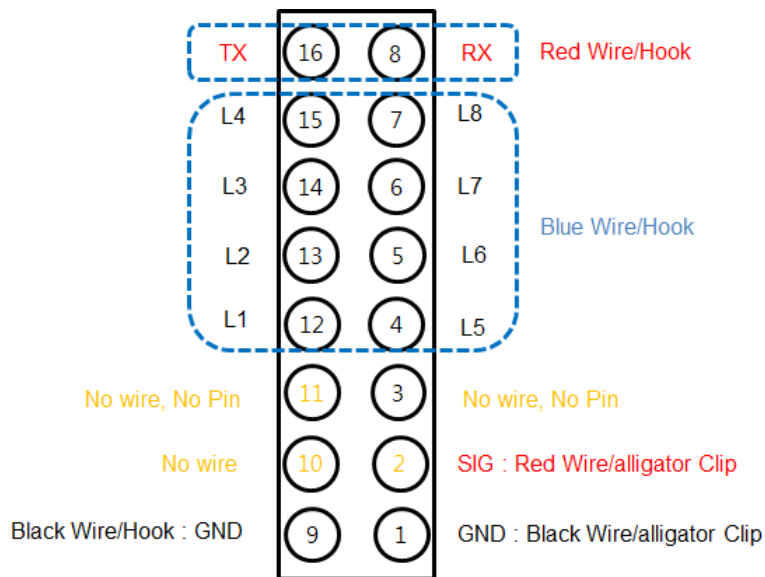 TX 16 8 RX Red Wire/Hook
L4 15 7 L8
L3 14 6 L7
Blue Wire/Hook
L2 13 5 L6
L1 12 4 L5
No wire, No Pin 11 3 No wire, No Pin
No wire 10 2 SIG : Red Wire/alligator Clip
Black Wire/Hook : GND 9 1 GND : Black Wire/alligator Clip